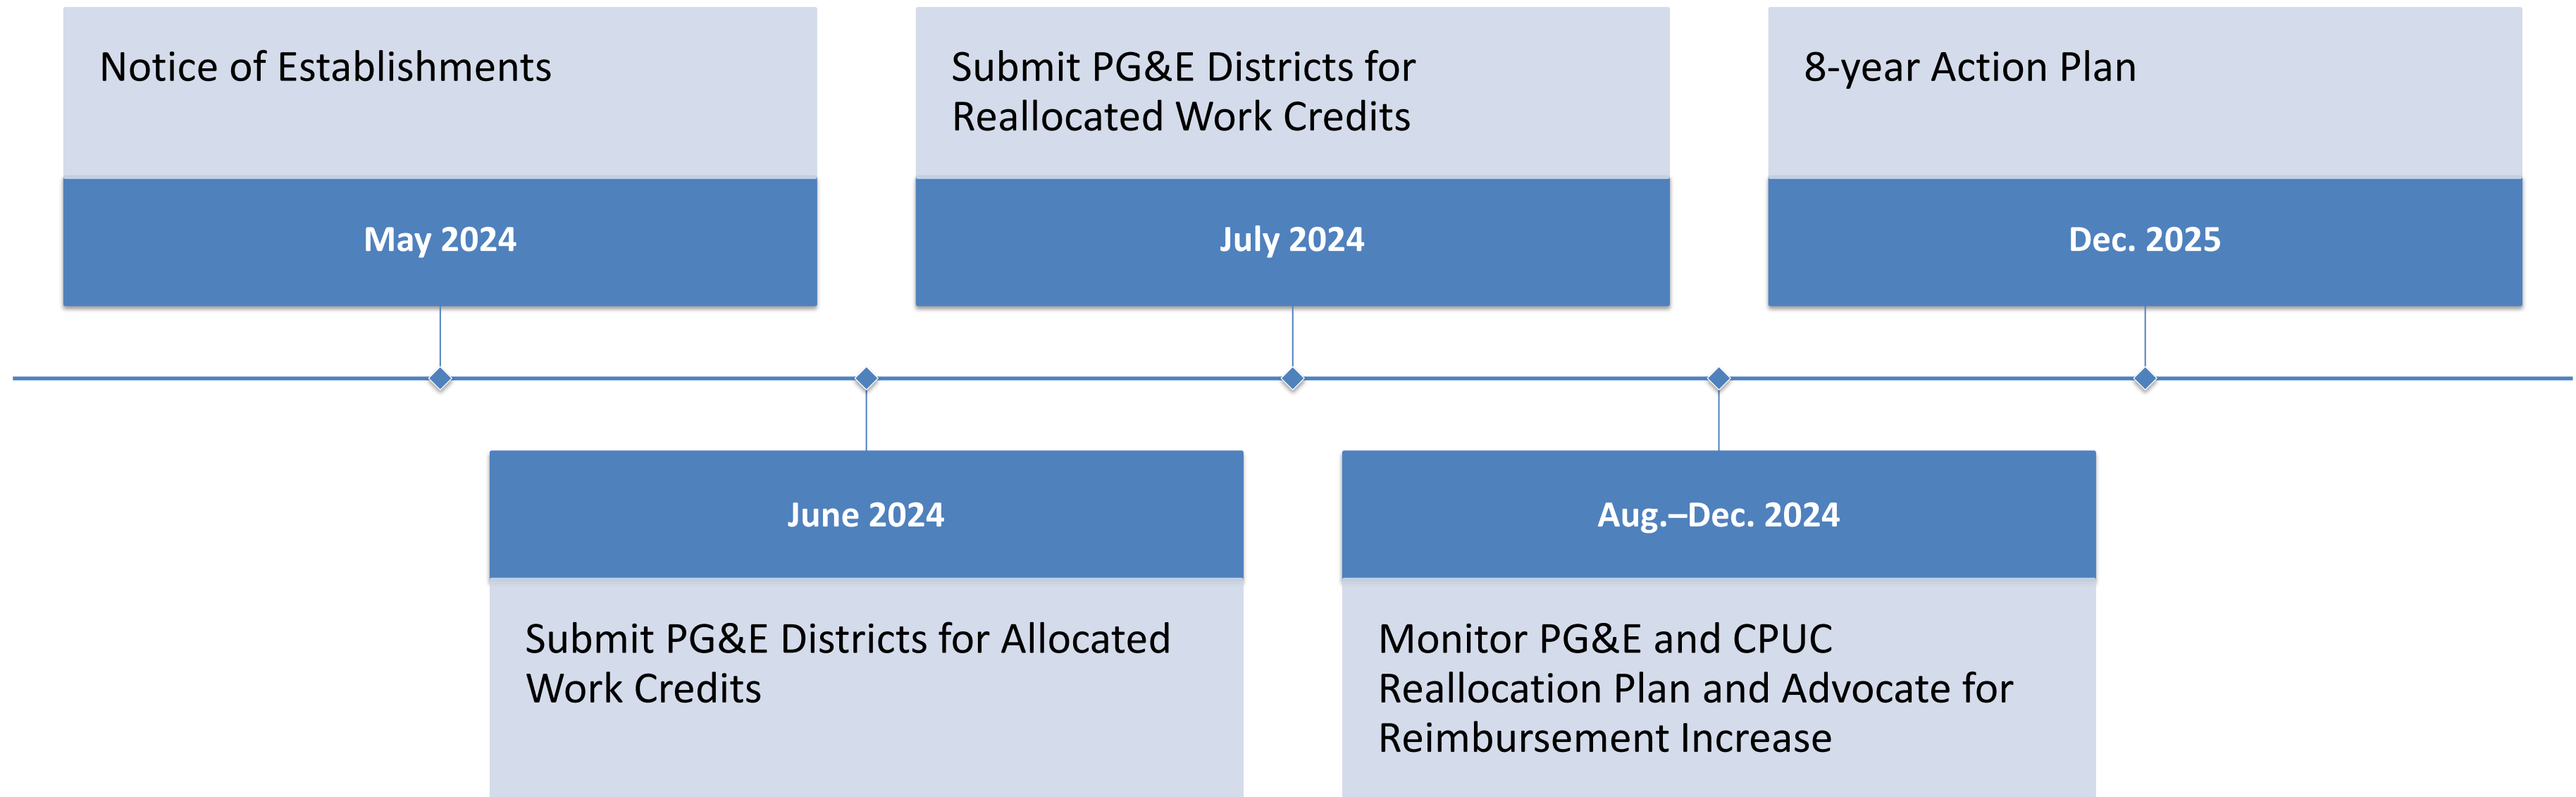 Notice of Establishments
May 2024
Submit PG&E Districts for
Reallocated Work Credits
July 2024
8-year Action Plan
Dec. 2025
June 2024
Submit PG&E Districts for Allocated
Work Credits
Aug.–Dec. 2024
Monitor PG&E and CPUC
Reallocation Plan and Advocate for
Reimbursement Increase